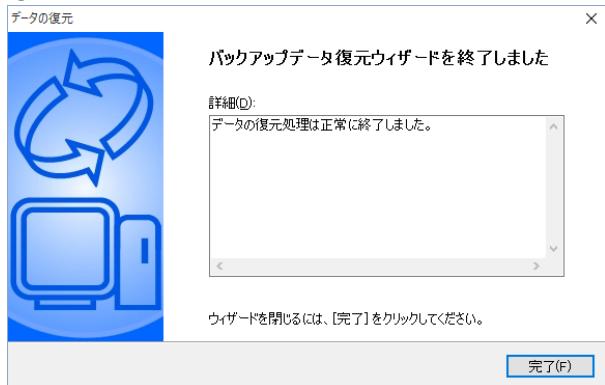 データの復元
バックアップデータ復元ウィザードを終了しました
詳細(D):
データの復元処理は正常に終了しました。
ウィザードを閉じるには、[完了]をクリックしてください。
完了(F)